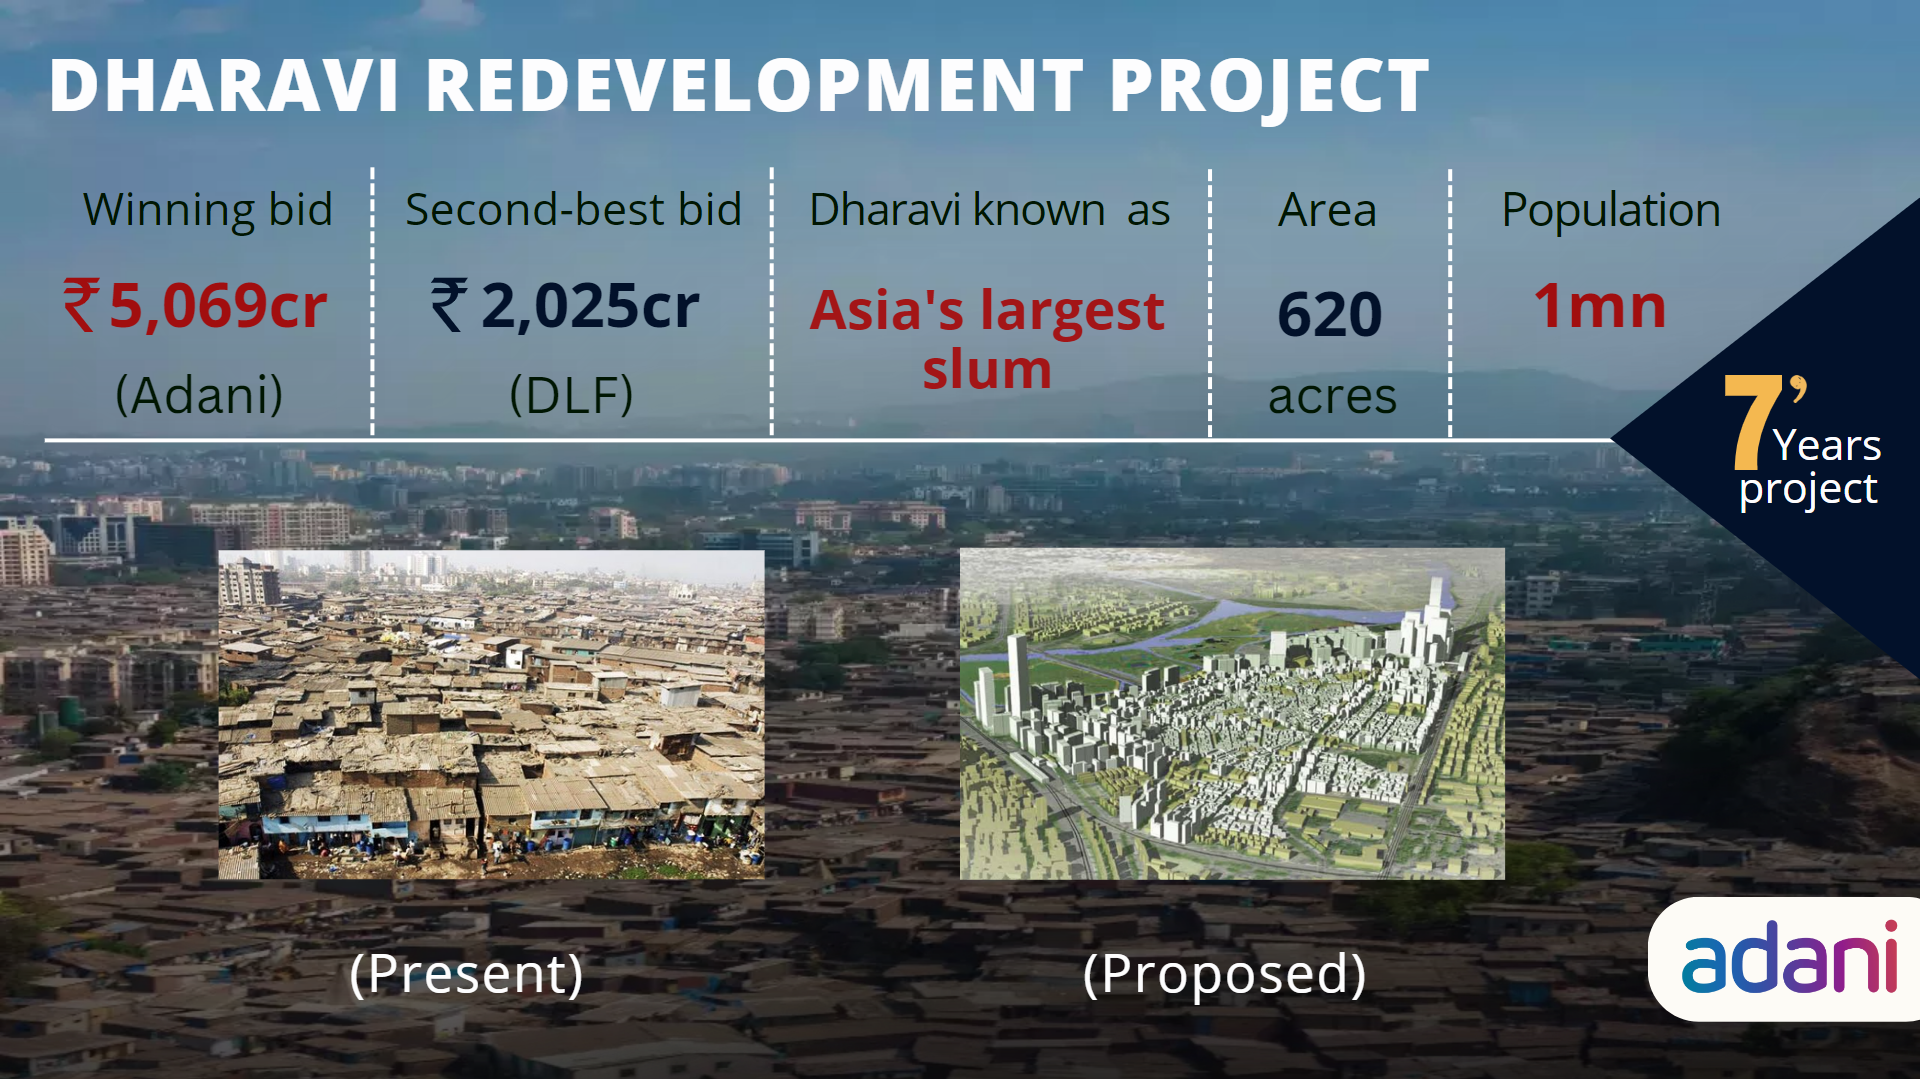 DHARAVI REDEVELOPMENT PROJECT
Winning bid
₹5,069cr
(Adani)
Second-best bid
₹2,025cr
(DLF)
Dharavi known as
Asia's largest
slum
Area
620
acres
Population
1mn
7’
Years
project
(Present)
(Proposed)
adani